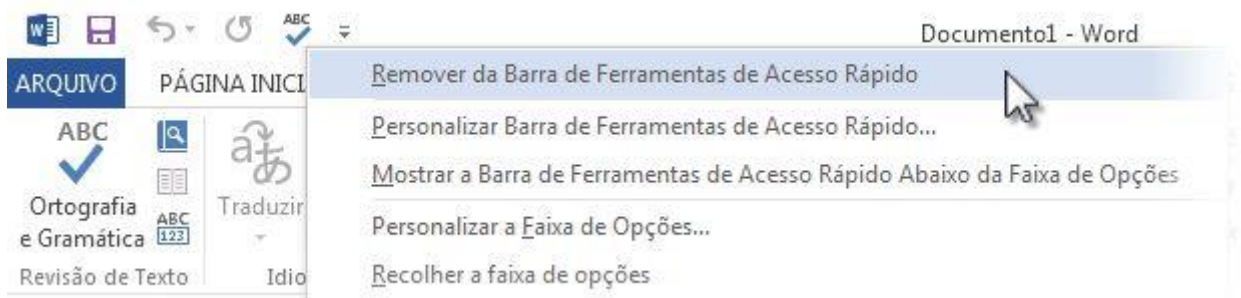 ABC
Documento1 - Word
ARQUIVO PÁGINA INICI
Remover da Barra de Ferramentas de Acesso Rápido
Personalizar Barra de Ferramentas de Acesso Rápido...
Mostrar a Barra de Ferramentas de Acesso Rápido Abaixo da Faixa de Opções
Personalizar a Faixa de Opções...
Recolher a faixa de opções
ABC
Ortografia
e Gramática
ABC
123
Traduzir
Revisão de Texto
Idio